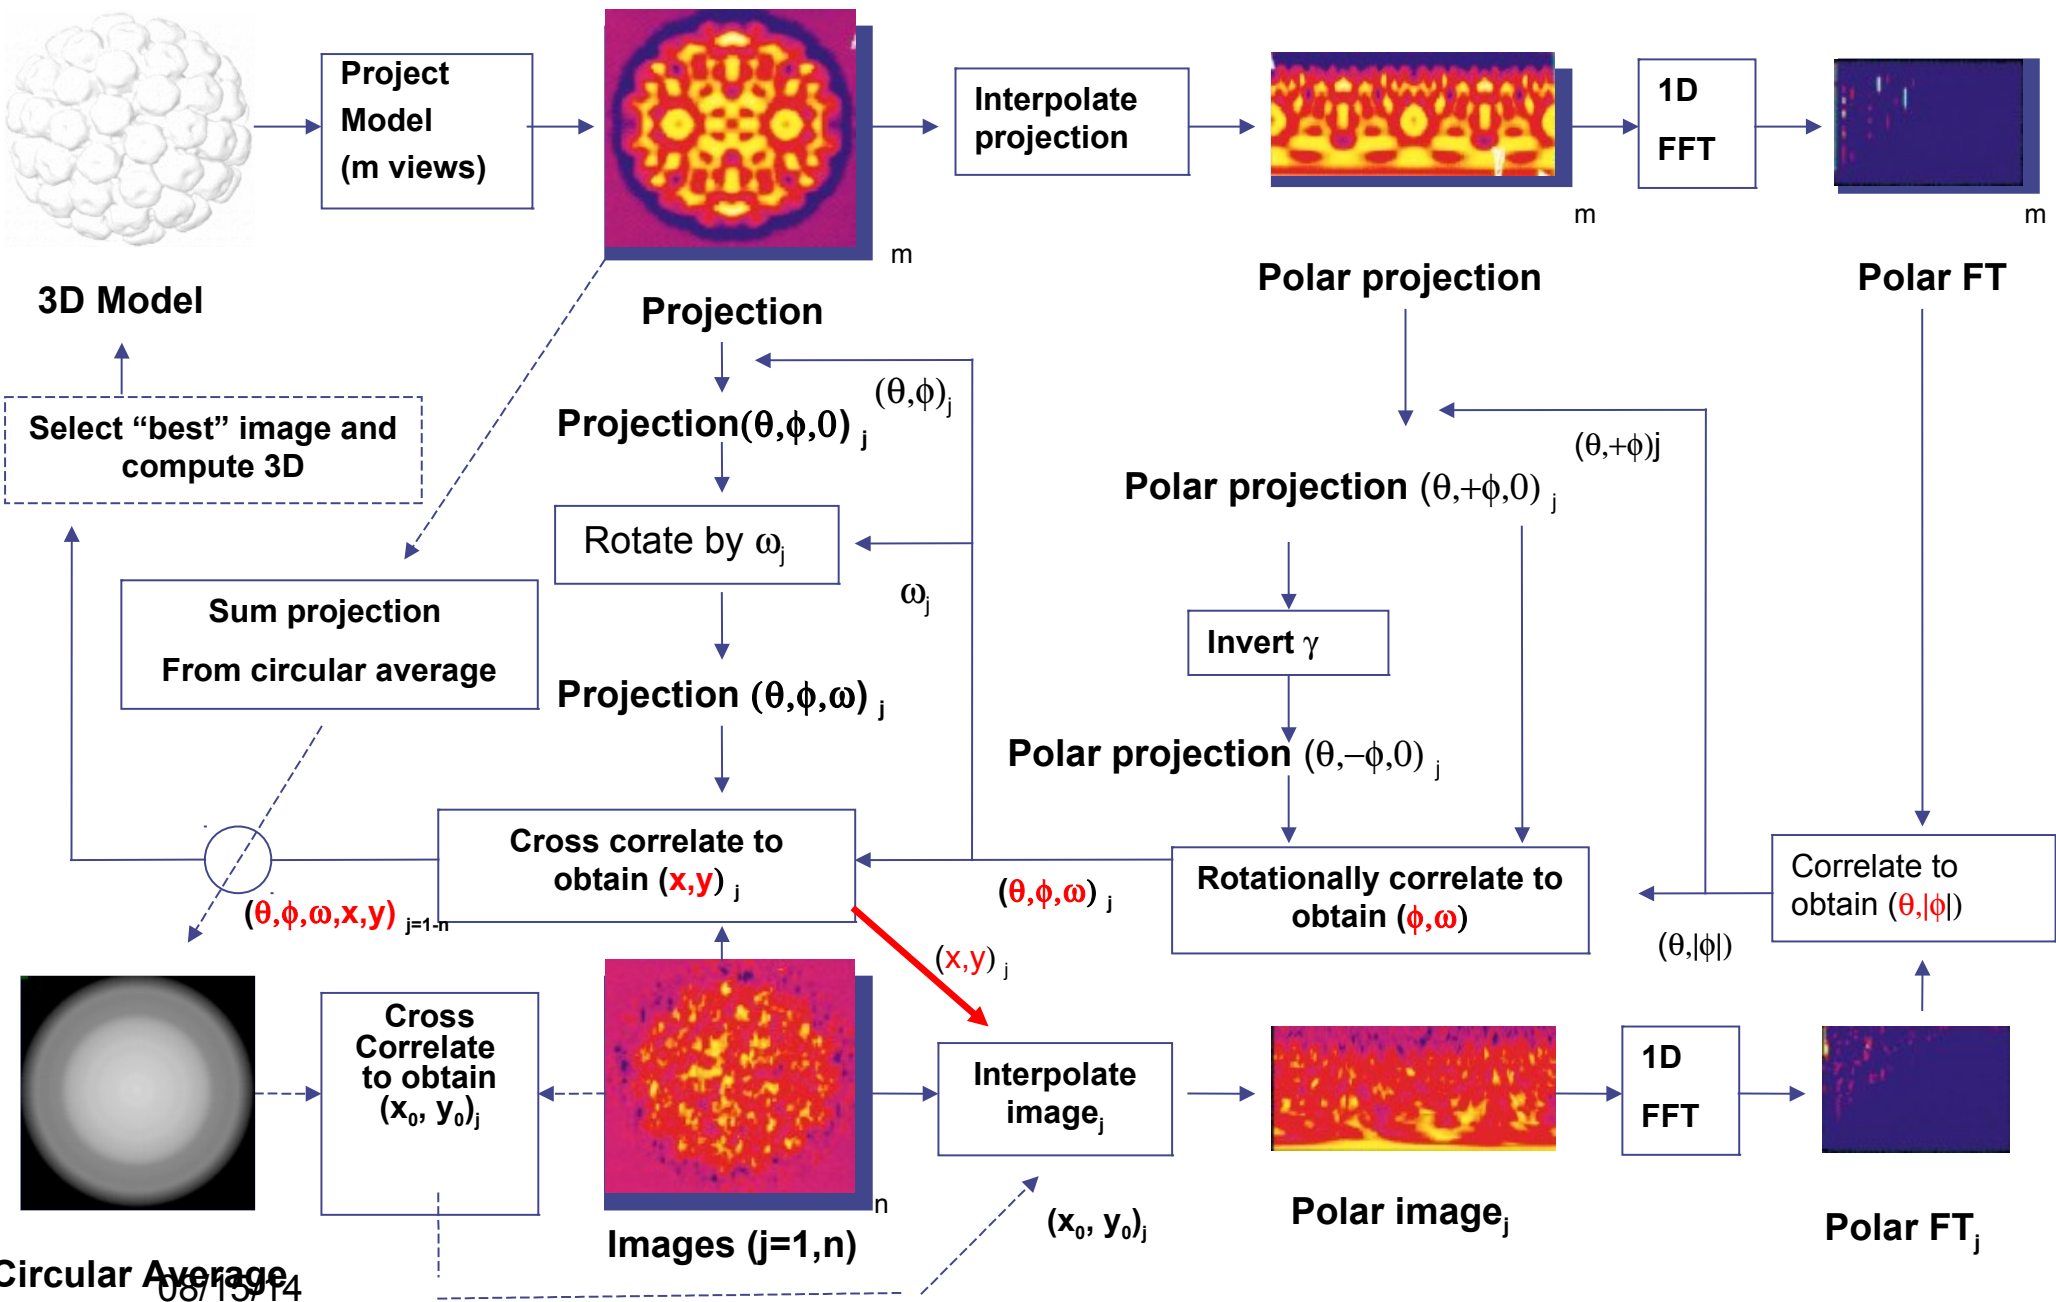 Project
Model
(m views)
Interpolate
projection
1D
FFT
m
m
m
3D Model
Projection
Polar projection
Polar FT
(θ,ϕ)j
Projection(θ,ϕ,0) j
(θ,+ϕ)j
Select “best” image and
compute 3D
Polar projection (θ,+ϕ,0) j
Rotate by ωj
ωj
Sum projection
From circular average
Invert γ
Projection (θ,ϕ,ω) j
Polar projection (θ,−ϕ,0) j
Cross correlate to
obtain (x,y) j
(θ,ϕ,ω) j
Rotationally correlate to
obtain (ϕ,ω)
Correlate to
obtain (θ,|ϕ|)
(θ,|ϕ|)
(θ,ϕ,ω,x,y) j=1-n
(x,y) j
Cross
Correlate
to obtain
(x0, y0)j
Interpolate
imagej
1D
FFT
n
(x0, y0)j
Images (j=1,n)
Polar imagej
Polar FTj
Circular Average
08/15/14